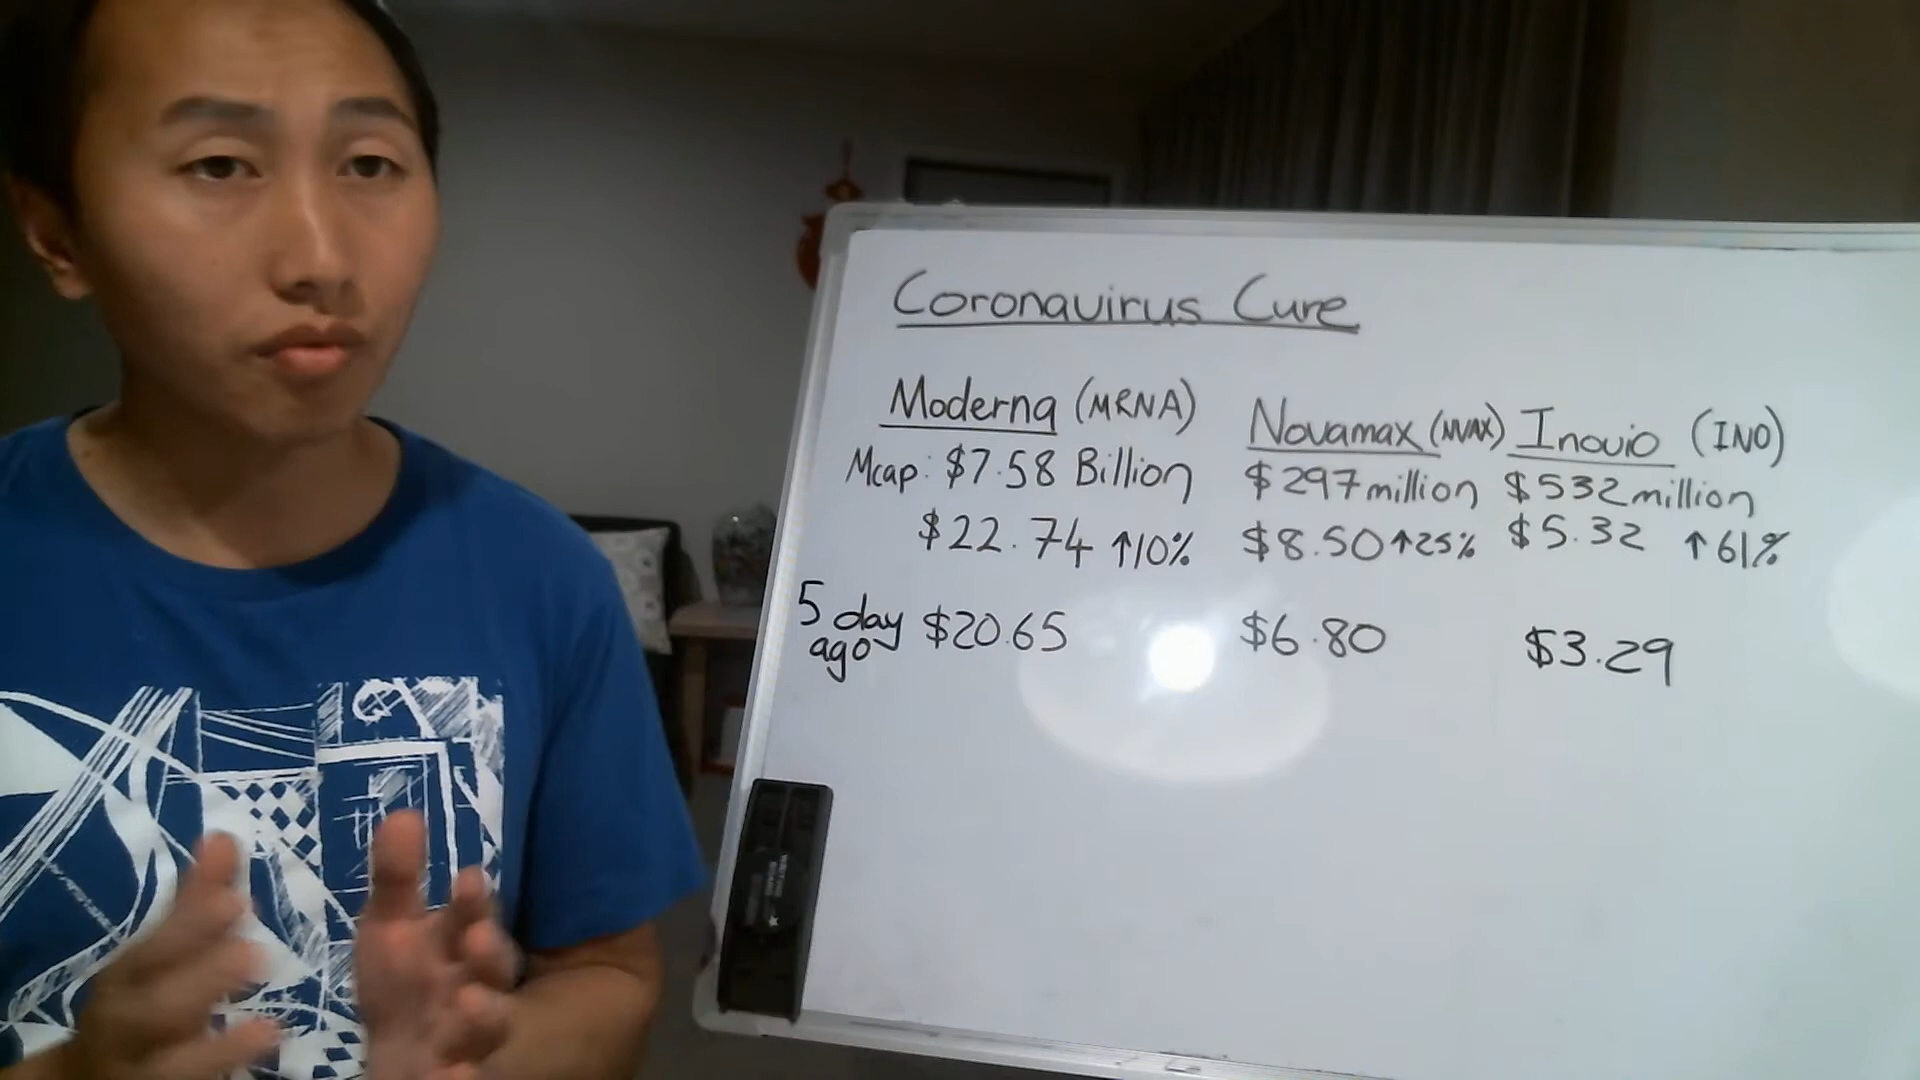 Coronavirus Cure
Moderna (MRNA) Novamax (NVAX) Inovio (INO)
Mcap: $7.58 Billion $297 million $532 million
$22.74 ↑10% $8.50 ↑25% $5.32 ↑61%
5 day ago $20.65 $6.80 $3.29